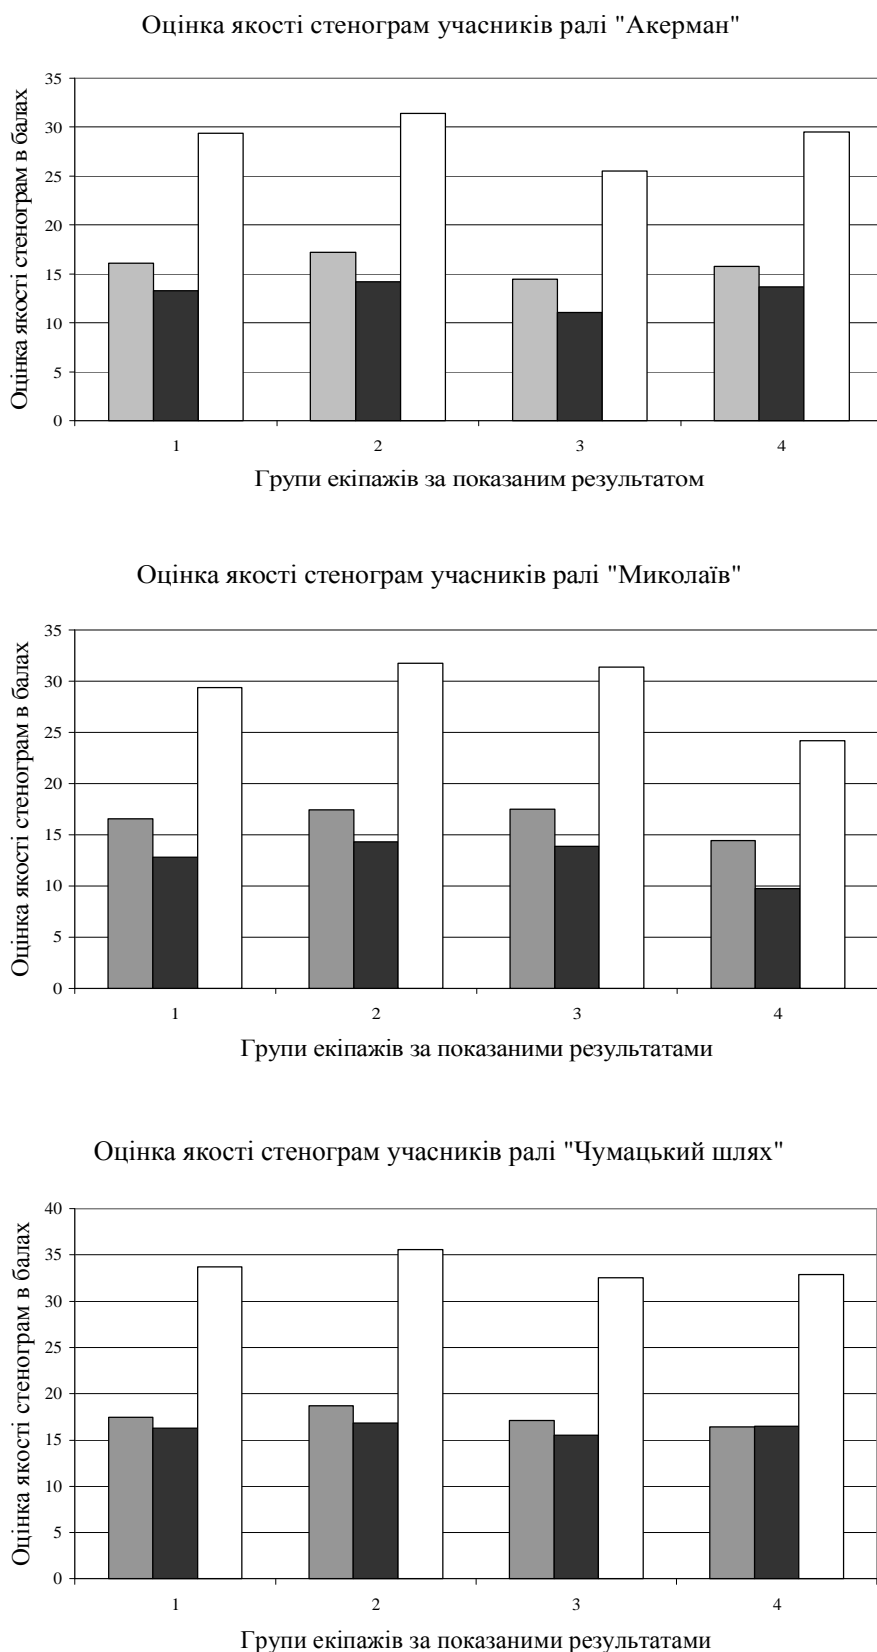 Оцінка якості стенограм учасників ралі "Акерман"
Оцінка якості стенограм в балах
35
30
25
20
15
10
5
0
1 2 3 4
Групи екіпажів за показаним результатом
Оцінка якості стенограм учасників ралі "Миколаїв"
Оцінка якості стенограм в балах
35
30
25
20
15
10
5
0
1 2 3 4
Групи екіпажів за показаними результатами
Оцінка якості стенограм учасників ралі "Чумацький шлях"
Оцінка якості стенограм в балах
40
35
30
25
20
15
10
5
0
1 2 3 4
Групи екіпажів за показаними результатами